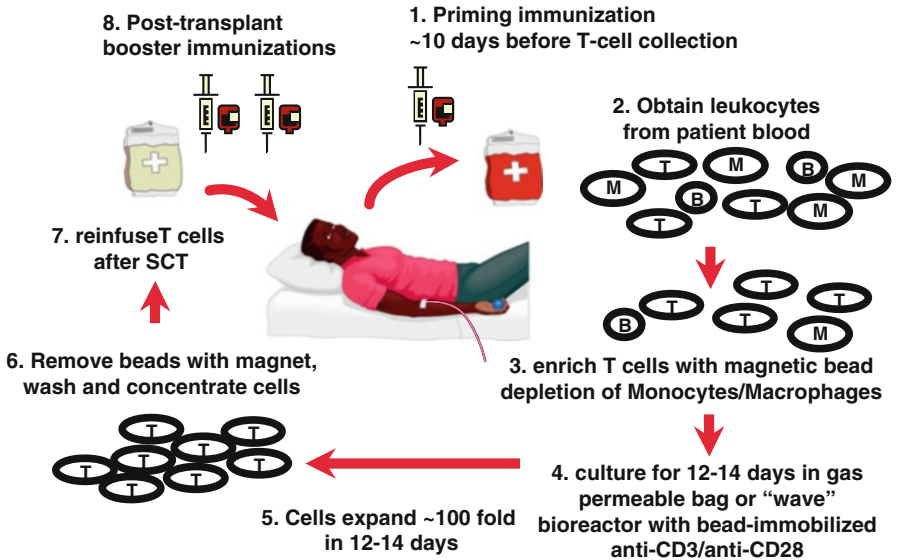 1. Priming immunization
~10 days before T-cell collection
2. Obtain leukocytes
from patient blood
T
M
B
M
M
B
T
M
T
T
T
T
B
T
M
3. enrich T cells with magnetic bead
depletion of Monocytes/Macrophages
4. culture for 12-14 days in gas
permeable bag or “wave”
bioreactor with bead-immobilized
anti-CD3/anti-CD28
5. Cells expand ~100 fold
in 12-14 days
6. Remove beads with magnet,
wash and concentrate cells
T
T
T
T
T
T
T
T
7. reinfuseT cells
after SCT
8. Post-transplant
booster immunizations